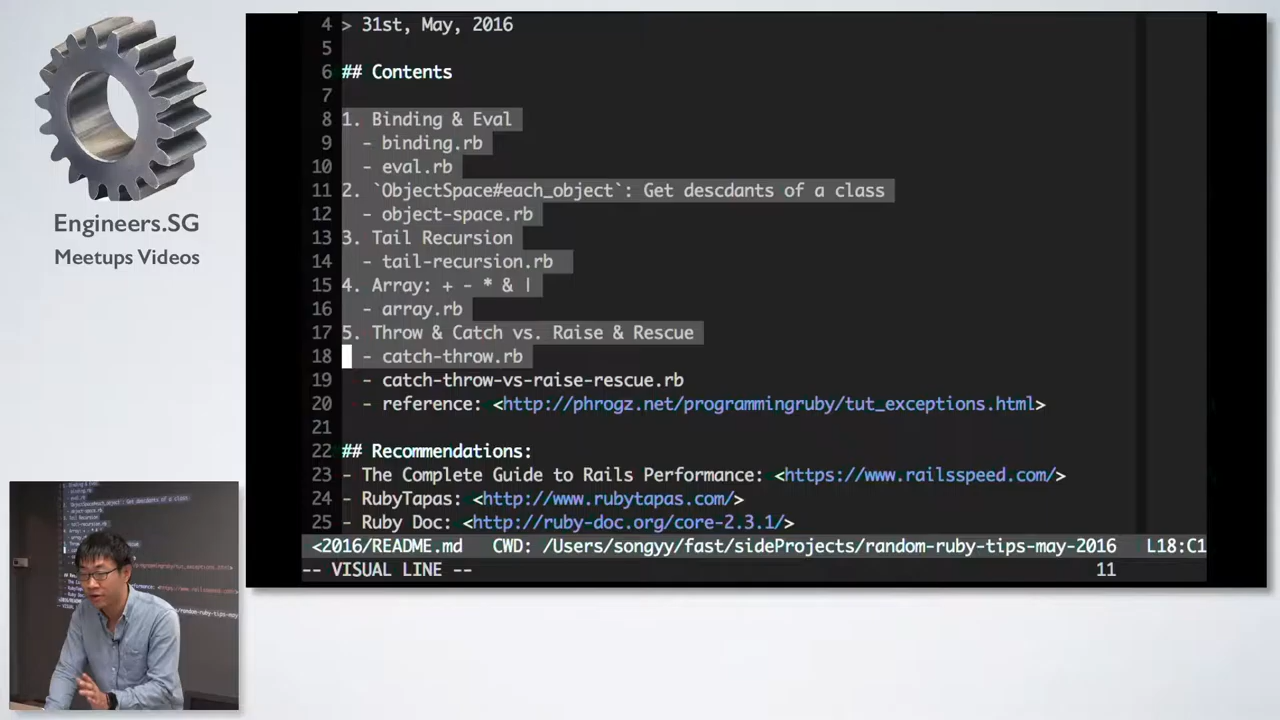 Engineers.SG
Meetups Videos
4 > 31st, May, 2016
5
6 ## Contents
7
8 1. Binding & Eval
9 - binding.rb
10 - eval.rb
11 2. `ObjectSpace#each_object`: Get descdants of a class
12 - object-space.rb
13 3. Tail Recursion
14 - tail-recursion.rb
15 4. Array: + - * & |
16 - array.rb
17 5. Throw & Catch vs. Raise & Rescue
18 - catch-throw.rb
19 - catch-throw-vs-raise-rescue.rb
20 - reference: <http://phrogz.net/programmingruby/tut_exceptions.html>
21
22 ## Recommendations:
23 - The Complete Guide to Rails Performance: <https://www.railsspeed.com/>
24 - RubyTapas: <http://www.rubytapas.com/>
25 - Ruby Doc: <http://ruby-doc.org/core-2.3.1/>
<2016/README.md CWD: /Users/songyy/fast/sideProjects/random-ruby-tips-may-2016 L18:C1
-- VISUAL LINE -- 11